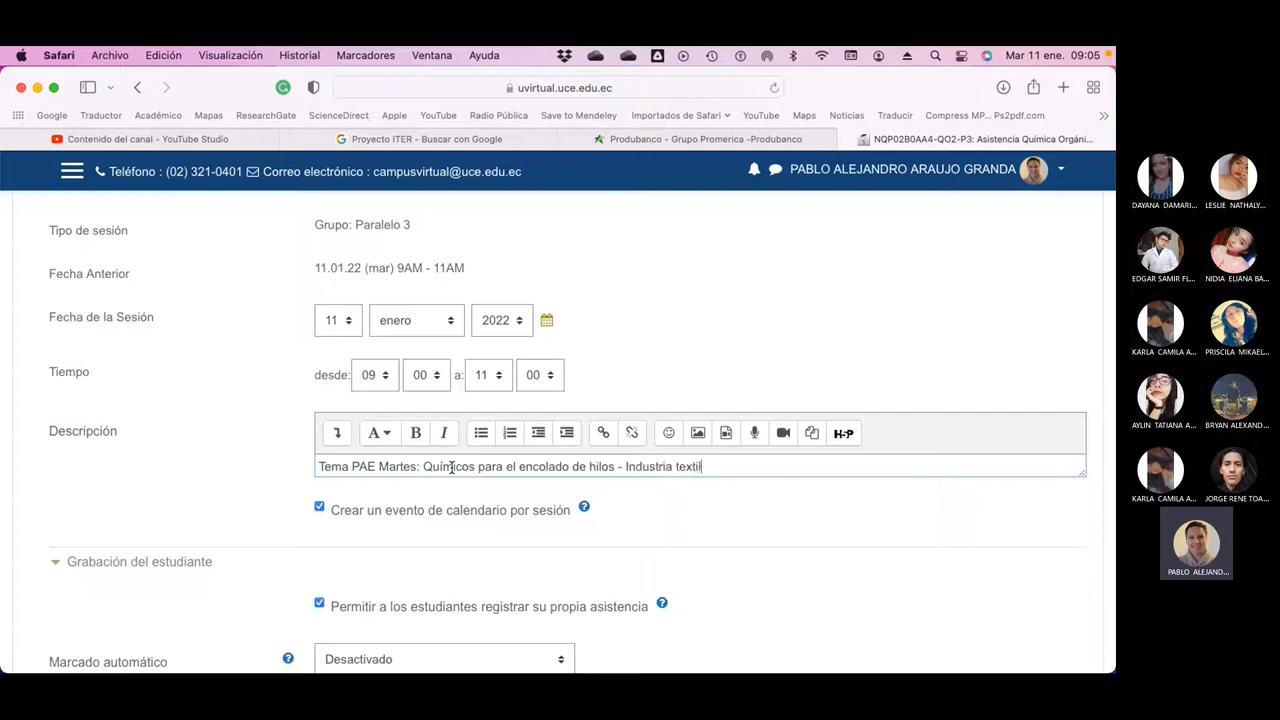 Safari Archivo Edición Visualización Historial Marcadores Ventana Ayuda Mar 11 ene. 09:05
uvirtual.uce.edu.ec
Google Traductor Académico Mapas ResearchGate ScienceDirect Apple YouTube Radio Pública Save to Mendeley Importados de Safari YouTube Maps Noticias Traducir Compress MP... Ps2pdf.com
Contenido del canal - YouTube Studio Proyecto ITER - Buscar con Google Produbanco - Grupo Promerica -Produbanco NQP02B0AA4-QO2-P3: Asistencia Química Orgáni...
Teléfono : (02) 321-0401 Correo electrónico : campusvirtual@uce.edu.ec PABLO ALEJANDRO ARAUJO GRANDA
Tipo de sesión Grupo: Paralelo 3
Fecha Anterior 11.01.22 (mar) 9AM - 11AM
Fecha de la Sesión 11 enero 2022
Tiempo desde: 09 00 a: 11 00
Descripción A B I H-P
Tema PAE Martes: Químicos para el encolado de hilos - Industria textil
Crear un evento de calendario por sesión
Grabación del estudiante
Permitir a los estudiantes registrar su propia asistencia
Marcado automático Desactivado
DAYANA DAMARI... LESLIE NATHALY...
EDGAR SAMIR FL... NIDIA ELIANA BA...
KARLA CAMILA A... PRISCILA MIKAEL...
AYLIN TATIANA A... BRYAN ALEXAND...
KARLA CAMILA A... JORGE RENE TOA...
PABLO ALEJAND...